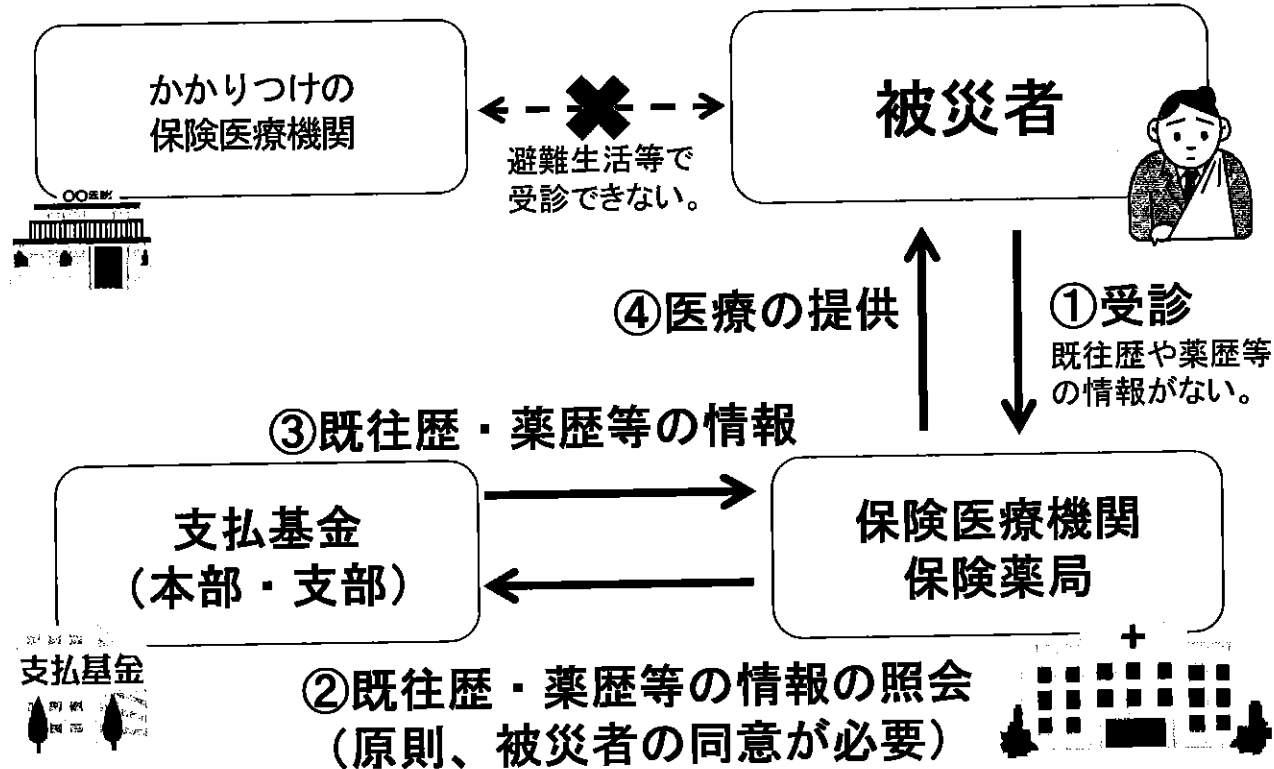 かかりつけの
保険医療機関
避難生活等で
受診できない。
被災者
〇〇医院
④医療の提供
①受診
既往歴や薬歴等
の情報がない。
③既往歴・薬歴等の情報
支払基金
（本部・支部）
保険医療機関
保険薬局
支払基金
②既往歴・薬歴等の情報の照会
（原則、被災者の同意が必要）